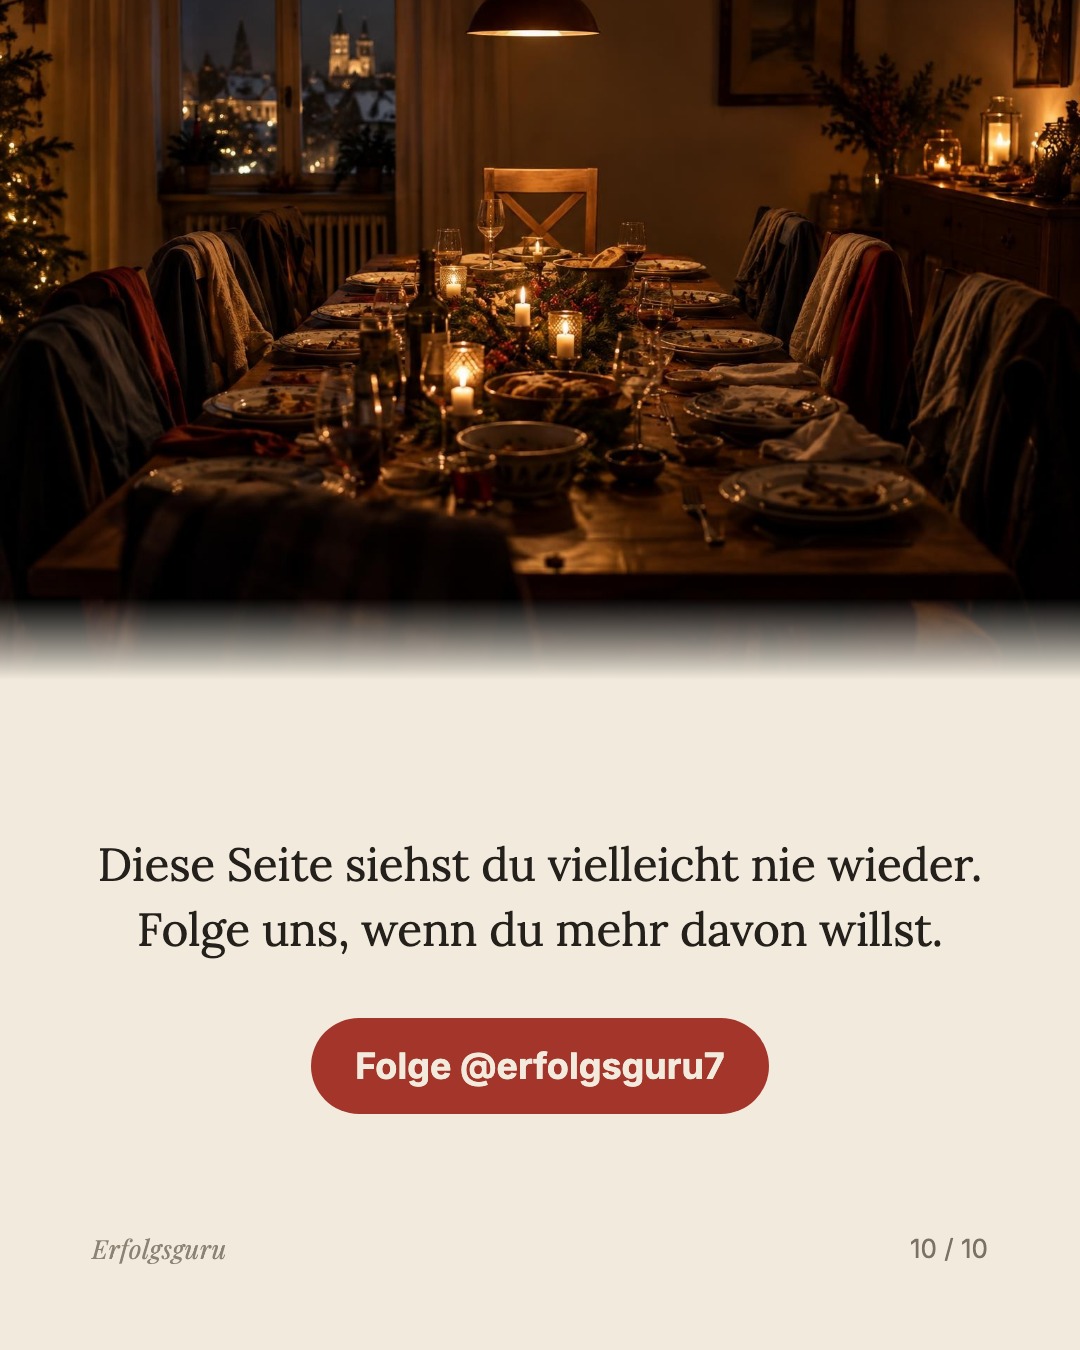 Diese Seite siehst du vielleicht nie wieder.
Folge uns, wenn du mehr davon willst.
Folge @erfolgsguru7
Erfolgsguru
10 / 10